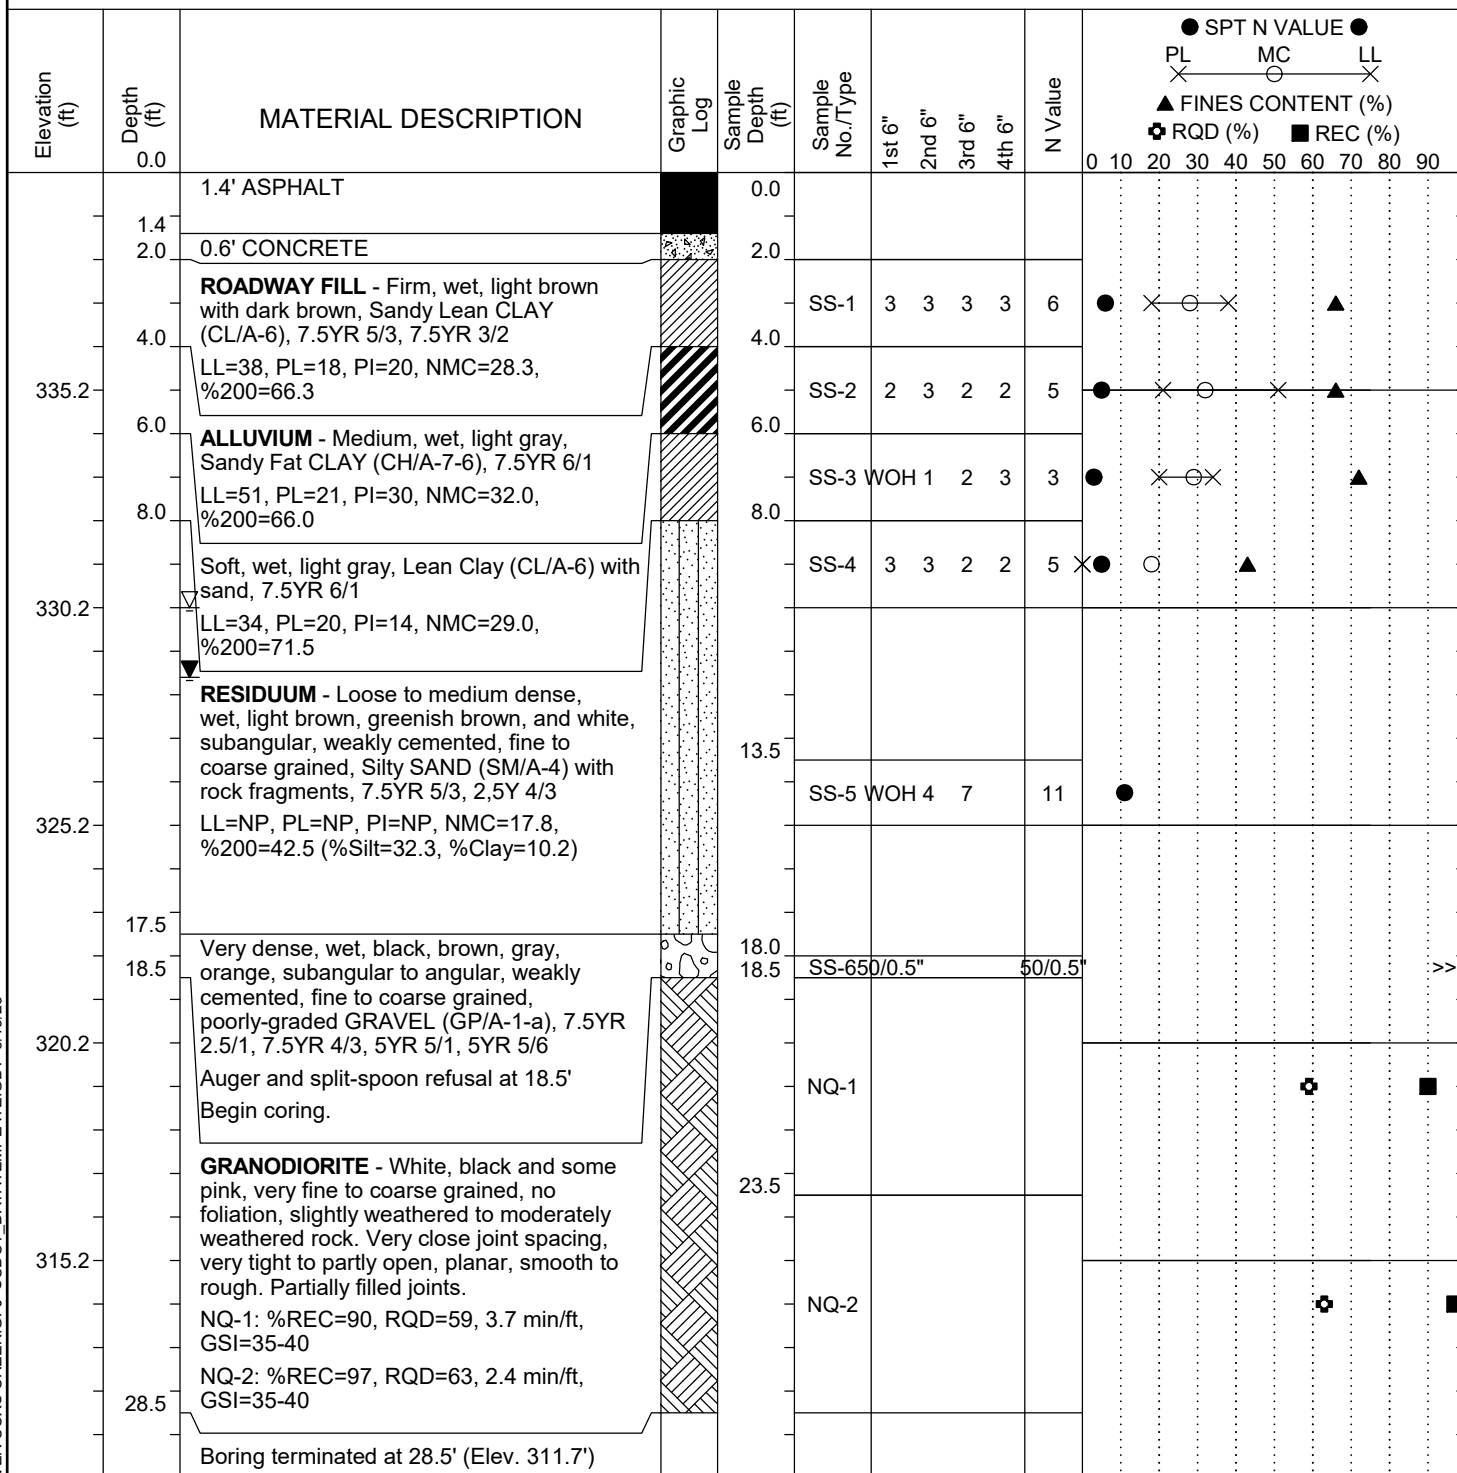 ● SPT N VALUE ●
PL MC LL
▲ FINES CONTENT (%)
RQD (%) ■ REC (%)
Elevation (ft)
Depth (ft)
0.0
MATERIAL DESCRIPTION
Graphic Log
Sample Depth (ft)
Sample No./Type
1st 6"
2nd 6"
3rd 6"
4th 6"
N Value
0 10 20 30 40 50 60 70 80 90
1.4' ASPHALT
0.0
1.4
2.0 0.6' CONCRETE 2.0
ROADWAY FILL - Firm, wet, light brown
with dark brown, Sandy Lean CLAY
(CL/A-6), 7.5YR 5/3, 7.5YR 3/2
SS-1 3 3 3 3 6
4.0 4.0
LL=38, PL=18, PI=20, NMC=28.3,
%200=66.3
335.2 SS-2 2 3 2 2 5
6.0 6.0
ALLUVIUM - Medium, wet, light gray,
Sandy Fat CLAY (CH/A-7-6), 7.5YR 6/1
LL=51, PL=21, PI=30, NMC=32.0,
%200=66.0
SS-3 WOH 1 2 3 3
8.0 8.0
Soft, wet, light gray, Lean Clay (CL/A-6) with
sand, 7.5YR 6/1
SS-4 3 3 2 2 5
330.2
LL=34, PL=20, PI=14, NMC=29.0,
%200=71.5
RESIDUUM - Loose to medium dense,
wet, light brown, greenish brown, and white,
subangular, weakly cemented, fine to
coarse grained, Silty SAND (SM/A-4) with
rock fragments, 7.5YR 5/3, 2,5Y 4/3
13.5
SS-5 WOH 4 7 11
325.2
LL=NP, PL=NP, PI=NP, NMC=17.8,
%200=42.5 (%Silt=32.3, %Clay=10.2)
17.5
18.0
18.5 18.5
Very dense, wet, black, brown, gray,
orange, subangular to angular, weakly
cemented, fine to coarse grained,
poorly-graded GRAVEL (GP/A-1-a), 7.5YR
2.5/1, 7.5YR 4/3, 5YR 5/1, 5YR 5/6
SS-6 50/0.5" 50/0.5" >>
320.2
Auger and split-spoon refusal at 18.5'
Begin coring.
NQ-1
GRANODIORITE - White, black and some
pink, very fine to coarse grained, no
foliation, slightly weathered to moderately
weathered rock. Very close joint spacing,
very tight to partly open, planar, smooth to
rough. Partially filled joints.
23.5
315.2
NQ-2
NQ-1: %REC=90, RQD=59, 3.7 min/ft,
GSI=35-40
NQ-2: %REC=97, RQD=63, 2.4 min/ft,
GSI=35-40
28.5
Boring terminated at 28.5' (Elev. 311.7')